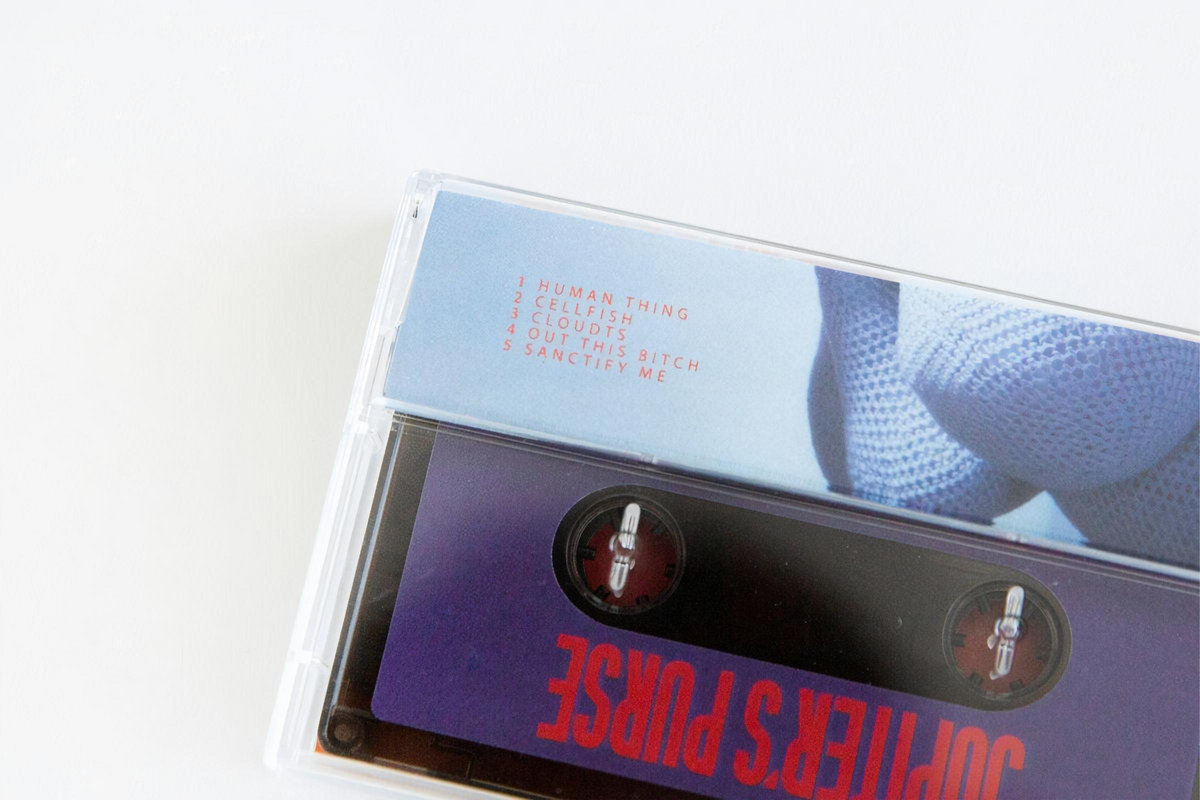 1 HUMAN THING
2 CELLFISH
3 CLOUDTS
4 OUT THIS BITCH
5 SANCTIFY ME
JUPITER'S PURSE